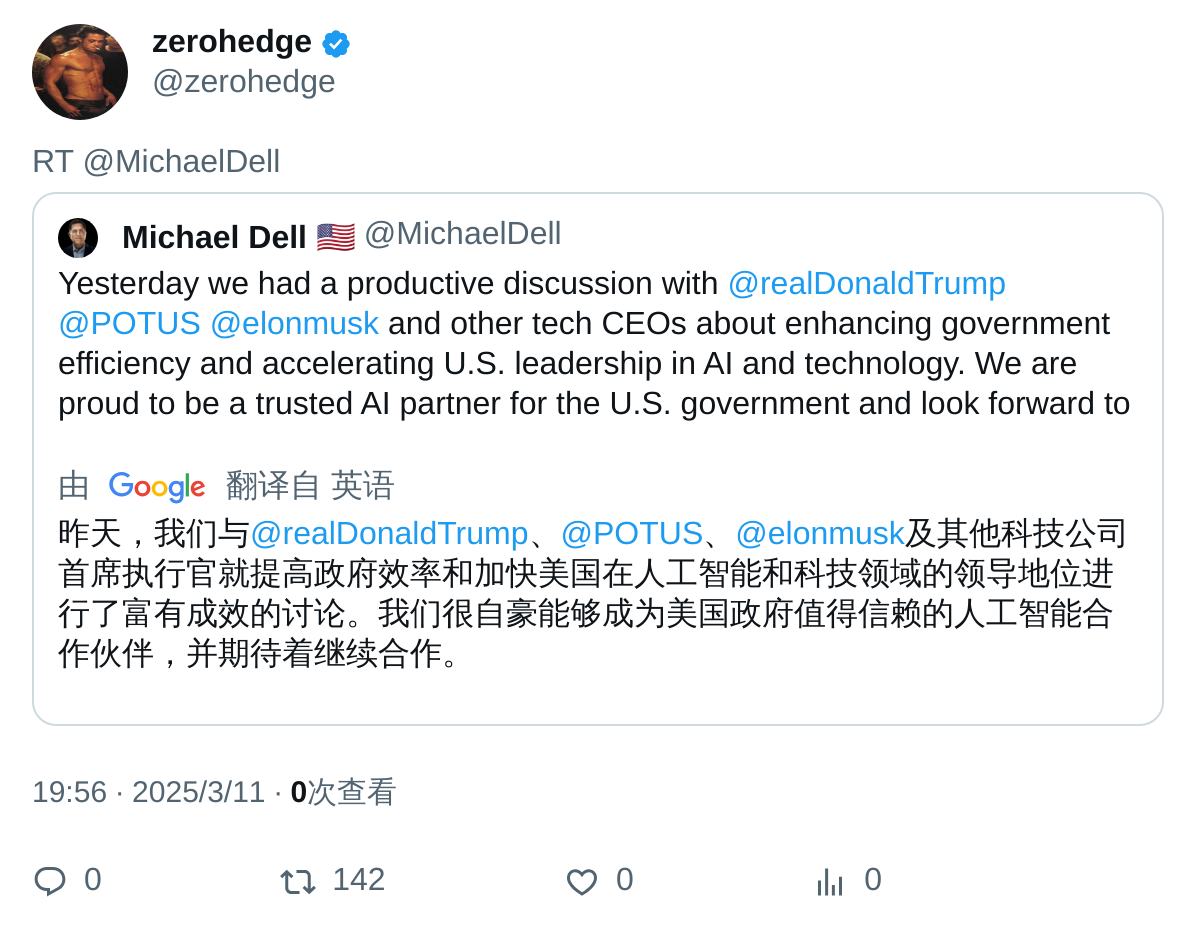 zerohedge
@zerohedge
RT @MichaelDell
Michael Dell 🇺🇸 @MichaelDell
Yesterday we had a productive discussion with @realDonaldTrump
@POTUS @elonmusk and other tech CEOs about enhancing government
efficiency and accelerating U.S. leadership in AI and technology. We are
proud to be a trusted AI partner for the U.S. government and look forward to
由 Google 翻译自 英语
昨天，我们与@realDonaldTrump、@POTUS、@elonmusk及其他科技公司
首席执行官就提高政府效率和加快美国在人工智能和科技领域的领导地位进
行了富有成效的讨论。我们很自豪能够成为美国政府值得信赖的人工智能合
作伙伴，并期待着继续合作。
19:56 · 2025/3/11 · 0次查看
0 142 0 0